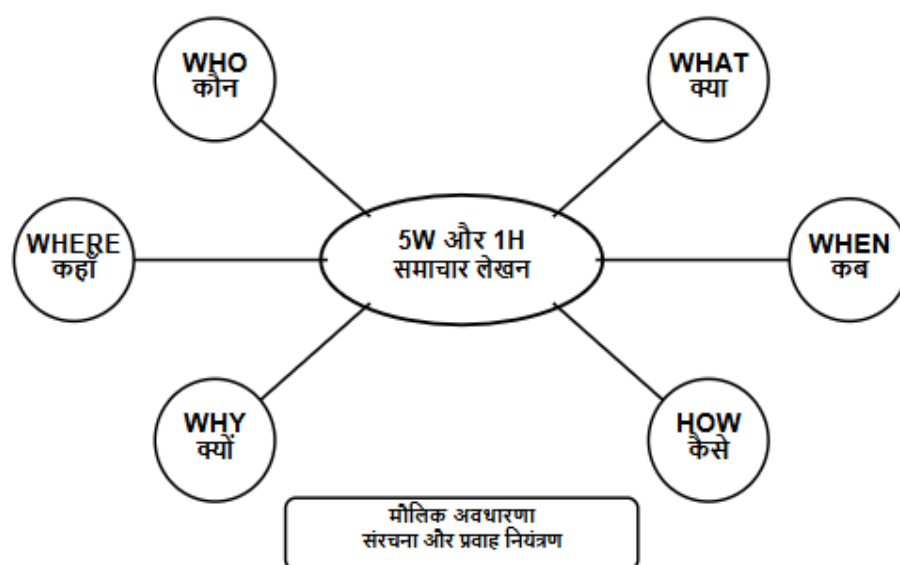 WHO
कौन
WHAT
क्या
WHERE
कहाँ
5W और 1H
समाचार लेखन
WHEN
कब
WHY
क्यों
HOW
कैसे
मौलिक अवधारणा
संरचना और प्रवाह नियंत्रण